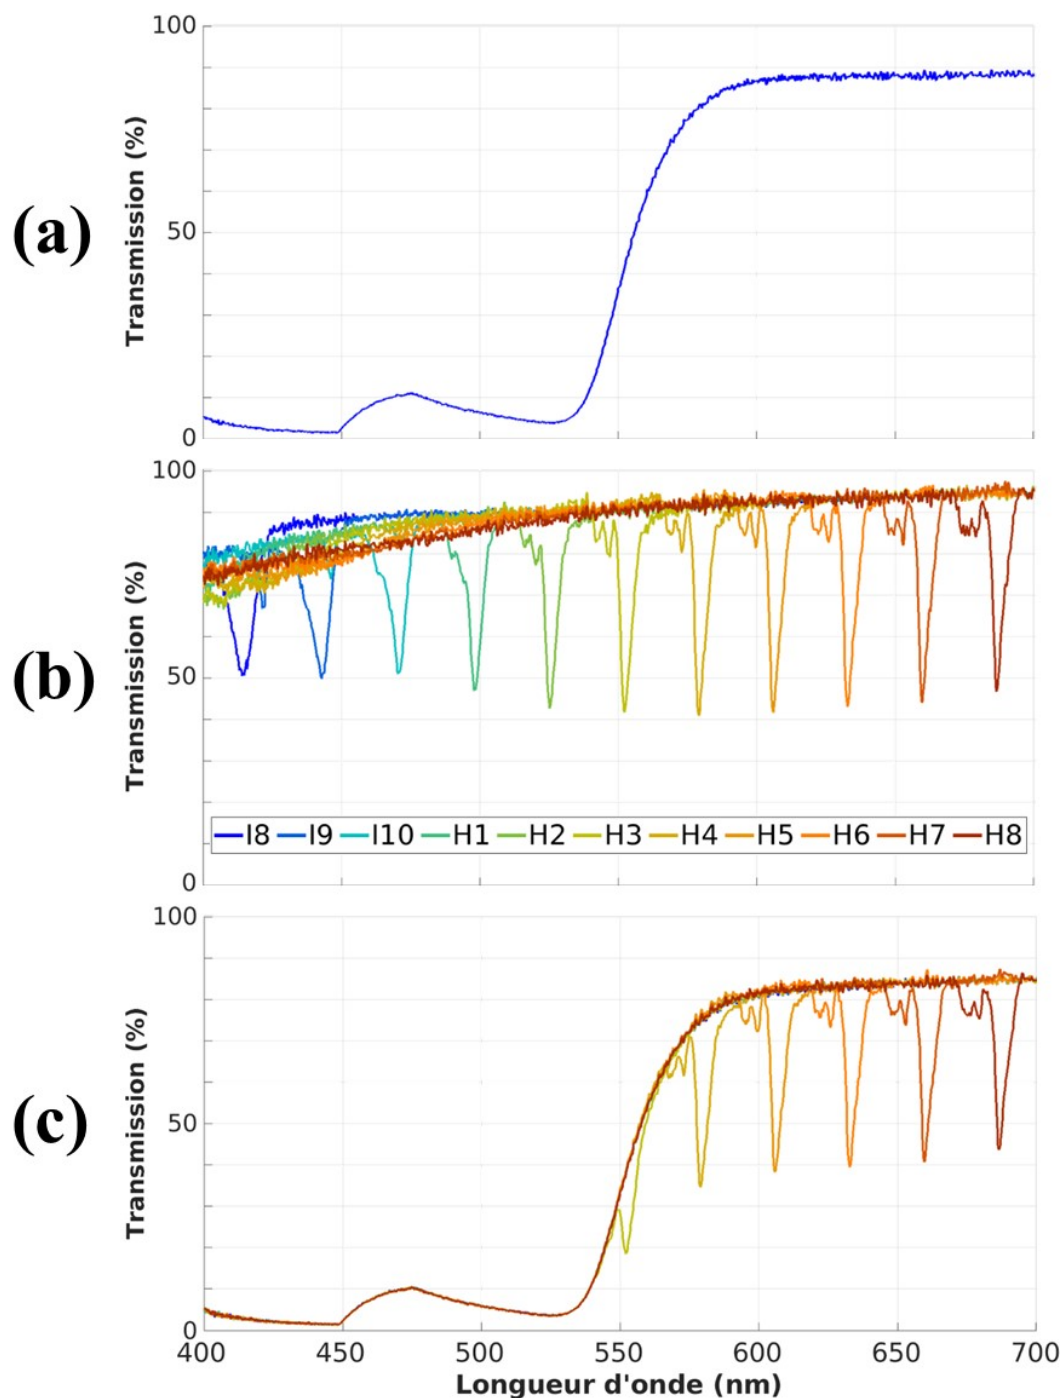 (a)
Transmission (%)
100
50
0
(b)
Transmission (%)
100
50
0
I8 I9 I10 H1 H2 H3 H4 H5 H6 H7 H8
(c)
Transmission (%)
100
50
0
400 450 500 550 600 650 700
Longueur d'onde (nm)